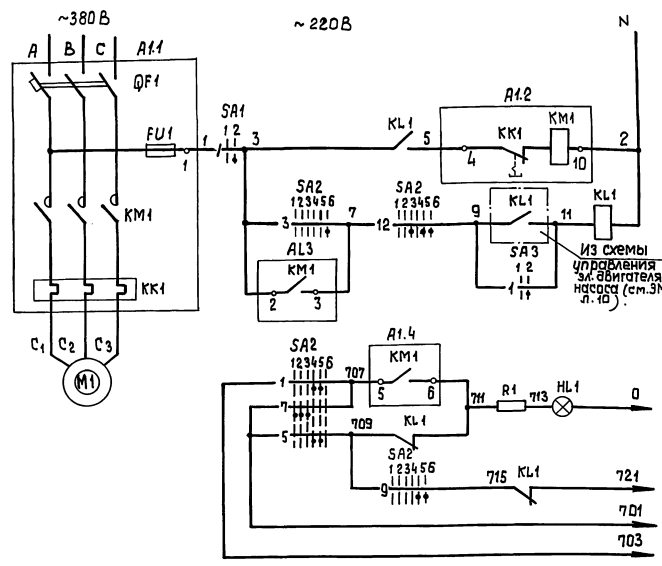 ~380В
~220В
N
A B C A1.1
QF1
SA1
1 2
FU1
1
1
3
KL1
5
A1.2
KK1
KM1
4
10
2
KM1
KK1
C1 C2 C3
M1
SA2
123456
3
7
SA2
123456
12
9
KL1
11
KL1
AL3
KM1
2
3
SA3
1 2
1
Из схемы
управления
эл. двигателя
насоса (см. ЭМ
л. 10).
SA2
123456
1
7
5
707
A1.4
KM1
5
6
709
KL1
711
R1
713
HL1
0
SA2
123456
9
715
KL1
721
701
703